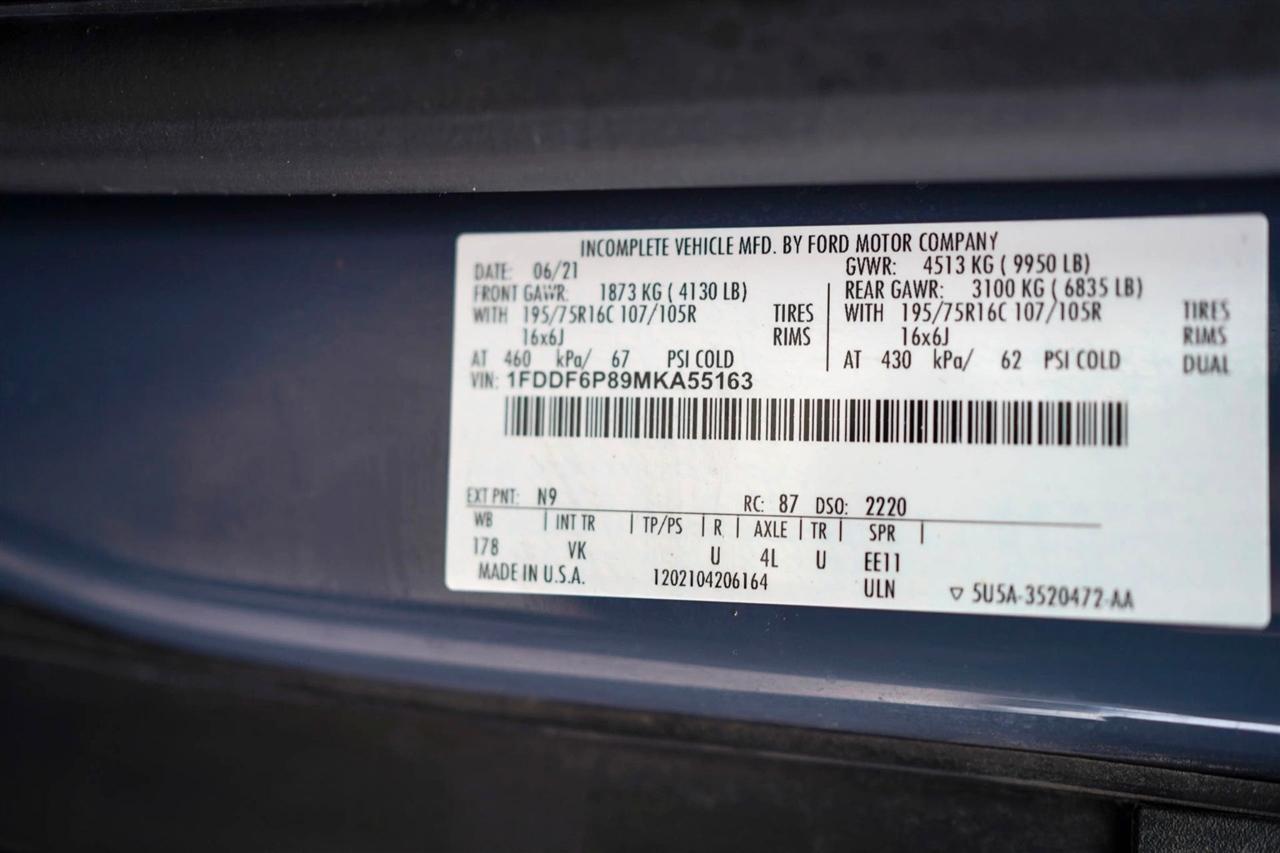 INCOMPLETE VEHICLE MFD. BY FORD MOTOR COMPANY
DATE: 06/21 GVWR: 4513 KG ( 9950 LB)
FRONT GAWR: 1873 KG ( 4130 LB) REAR GAWR: 3100 KG ( 6835 LB)
WITH 195/75R16C 107/105R TIRES WITH 195/75R16C 107/105R TIRES
16x6J RIMS 16x6J RIMS
AT 460 kPa/ 67 PSI COLD AT 430 kPa/ 62 PSI COLD DUAL
VIN: 1FDDF6P89MKA55163
EXT PNT: N9 RC: 87 DSO: 2220
WB | INT TR | TP/PS | R | AXLE | TR | SPR |
178 VK U 4L U EE11
MADE IN U.S.A. 1202104206164 ULN ▽ 5U5A-3520472-AA